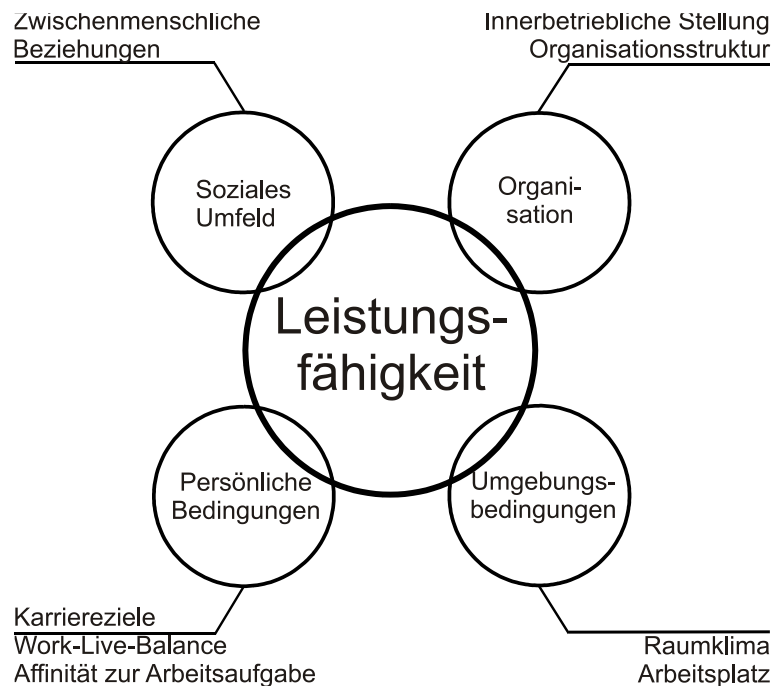 Zwischenmenschliche
Beziehungen
Innerbetriebliche Stellung
Organisationsstruktur
Soziales
Umfeld
Organi-
sation
Leistungs-
fähigkeit
Persönliche
Bedingungen
Umgebungs-
bedingungen
Karriereziele
Work-Live-Balance
Affinität zur Arbeitsaufgabe
Raumklima
Arbeitsplatz